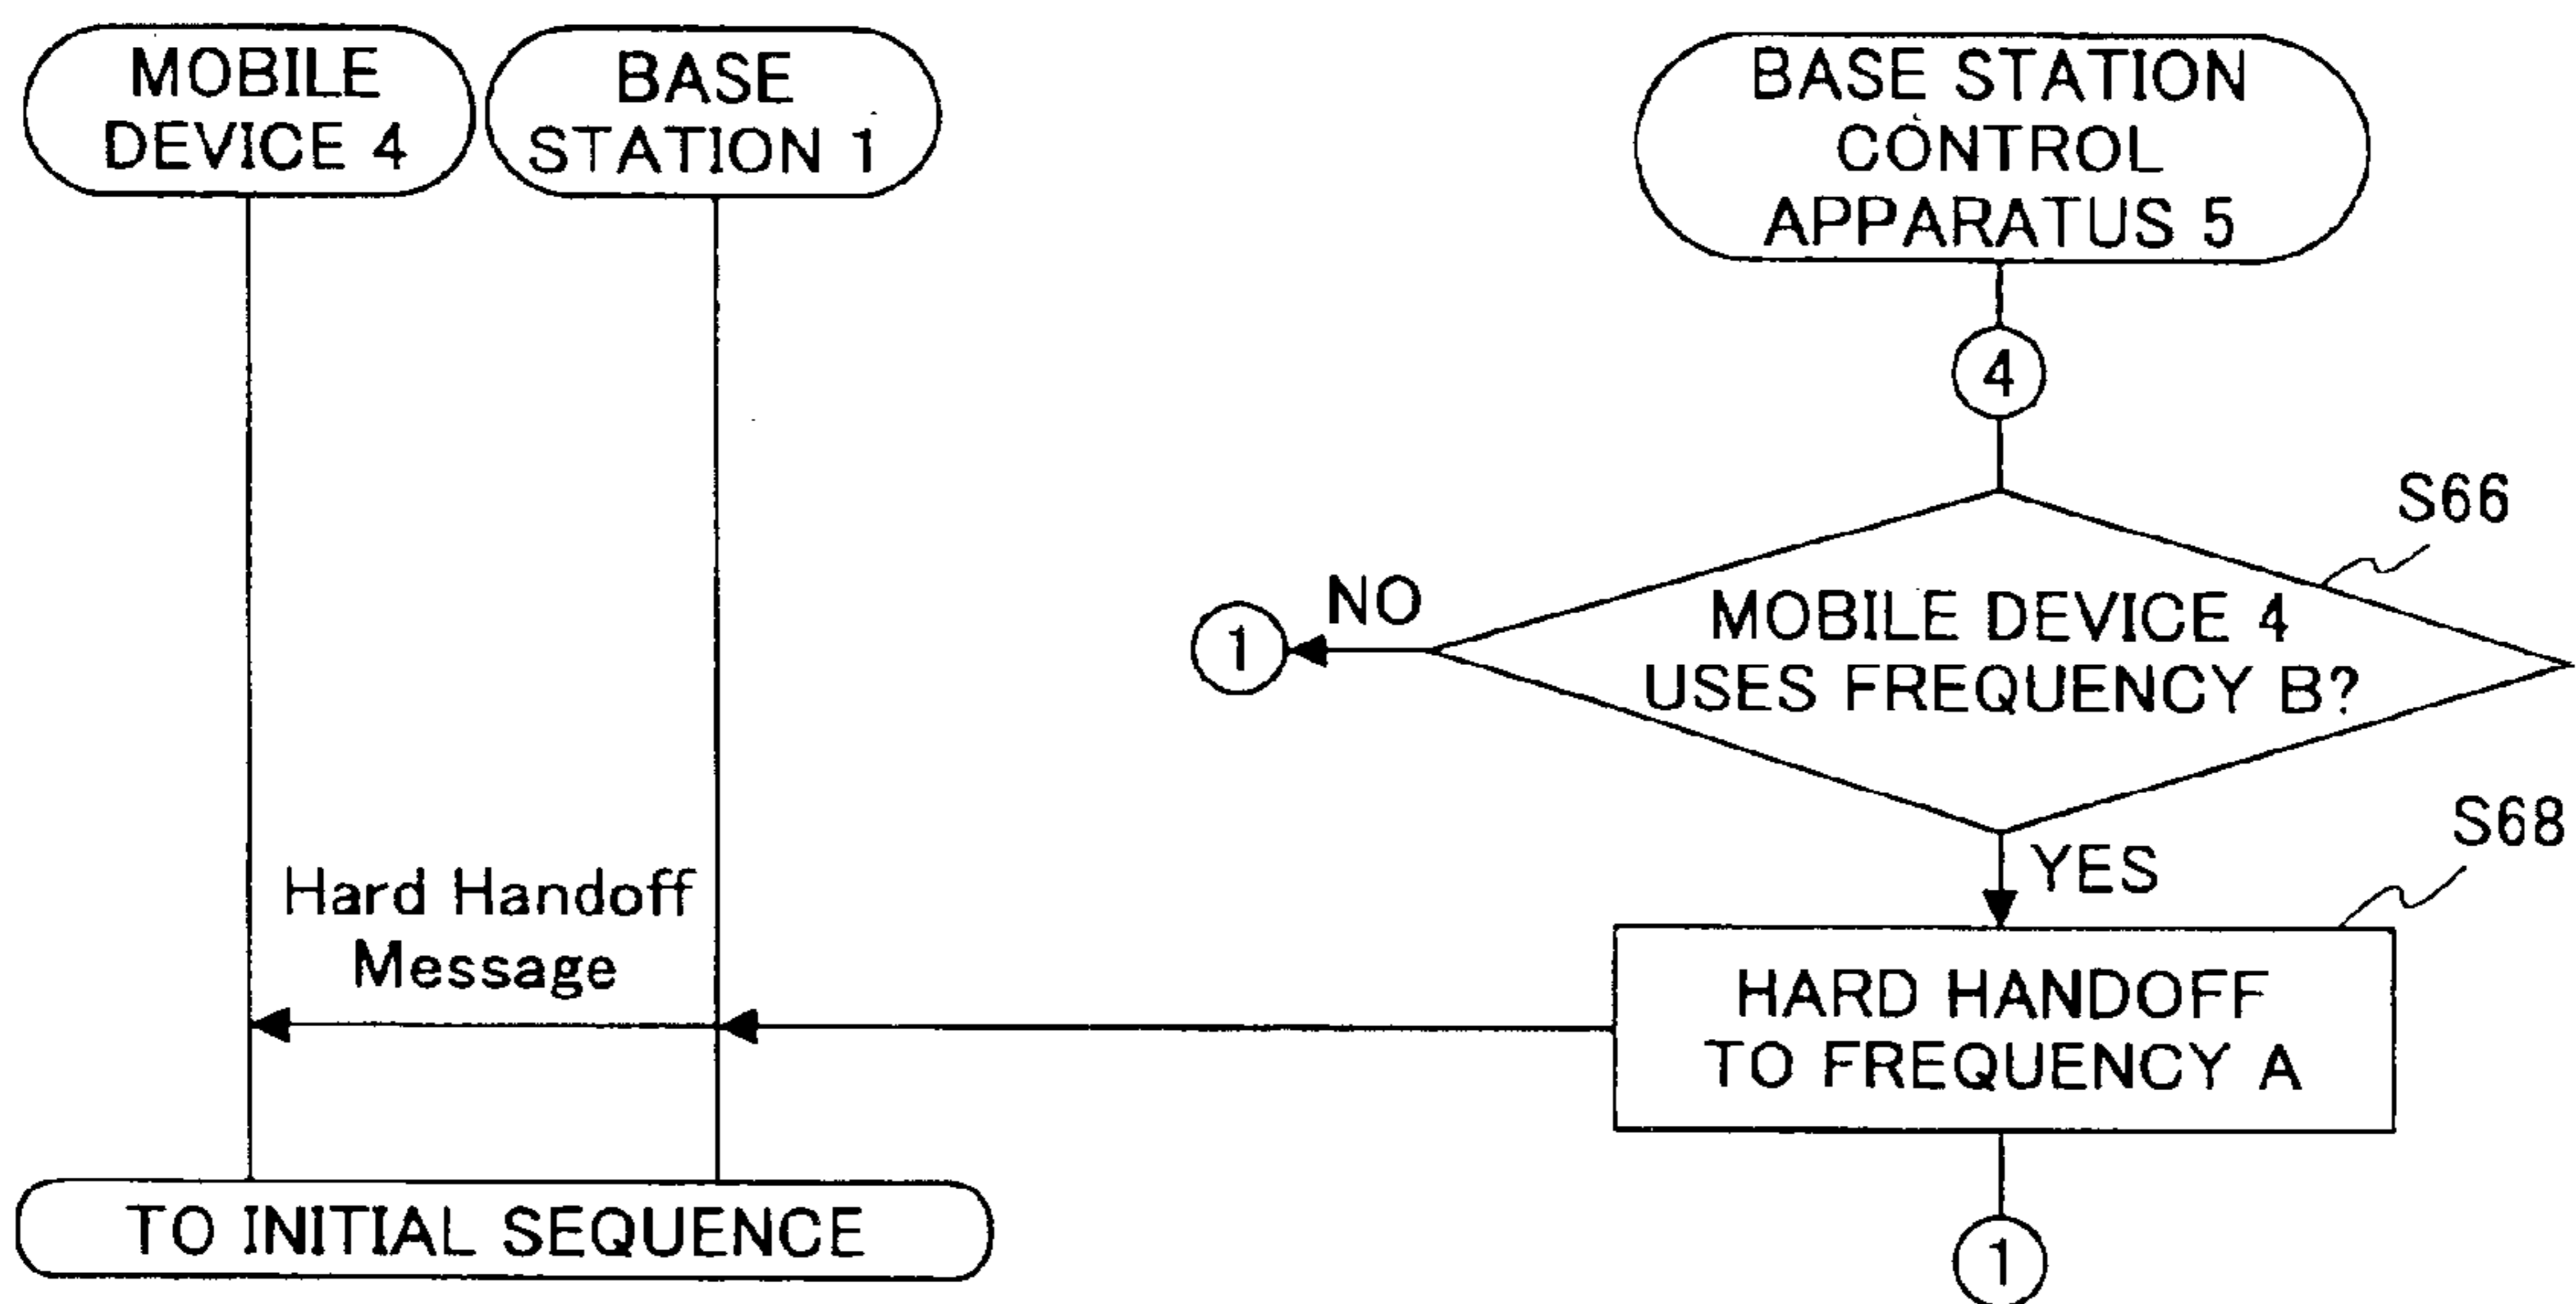 MOBILE
DEVICE 4
BASE
STATION 1
BASE STATION
CONTROL
APPARATUS 5
4
S66
MOBILE DEVICE 4
USES FREQUENCY B?
NO
1
YES
S68
HARD HANDOFF
TO FREQUENCY A
Hard Handoff
Message
TO INITIAL SEQUENCE
1